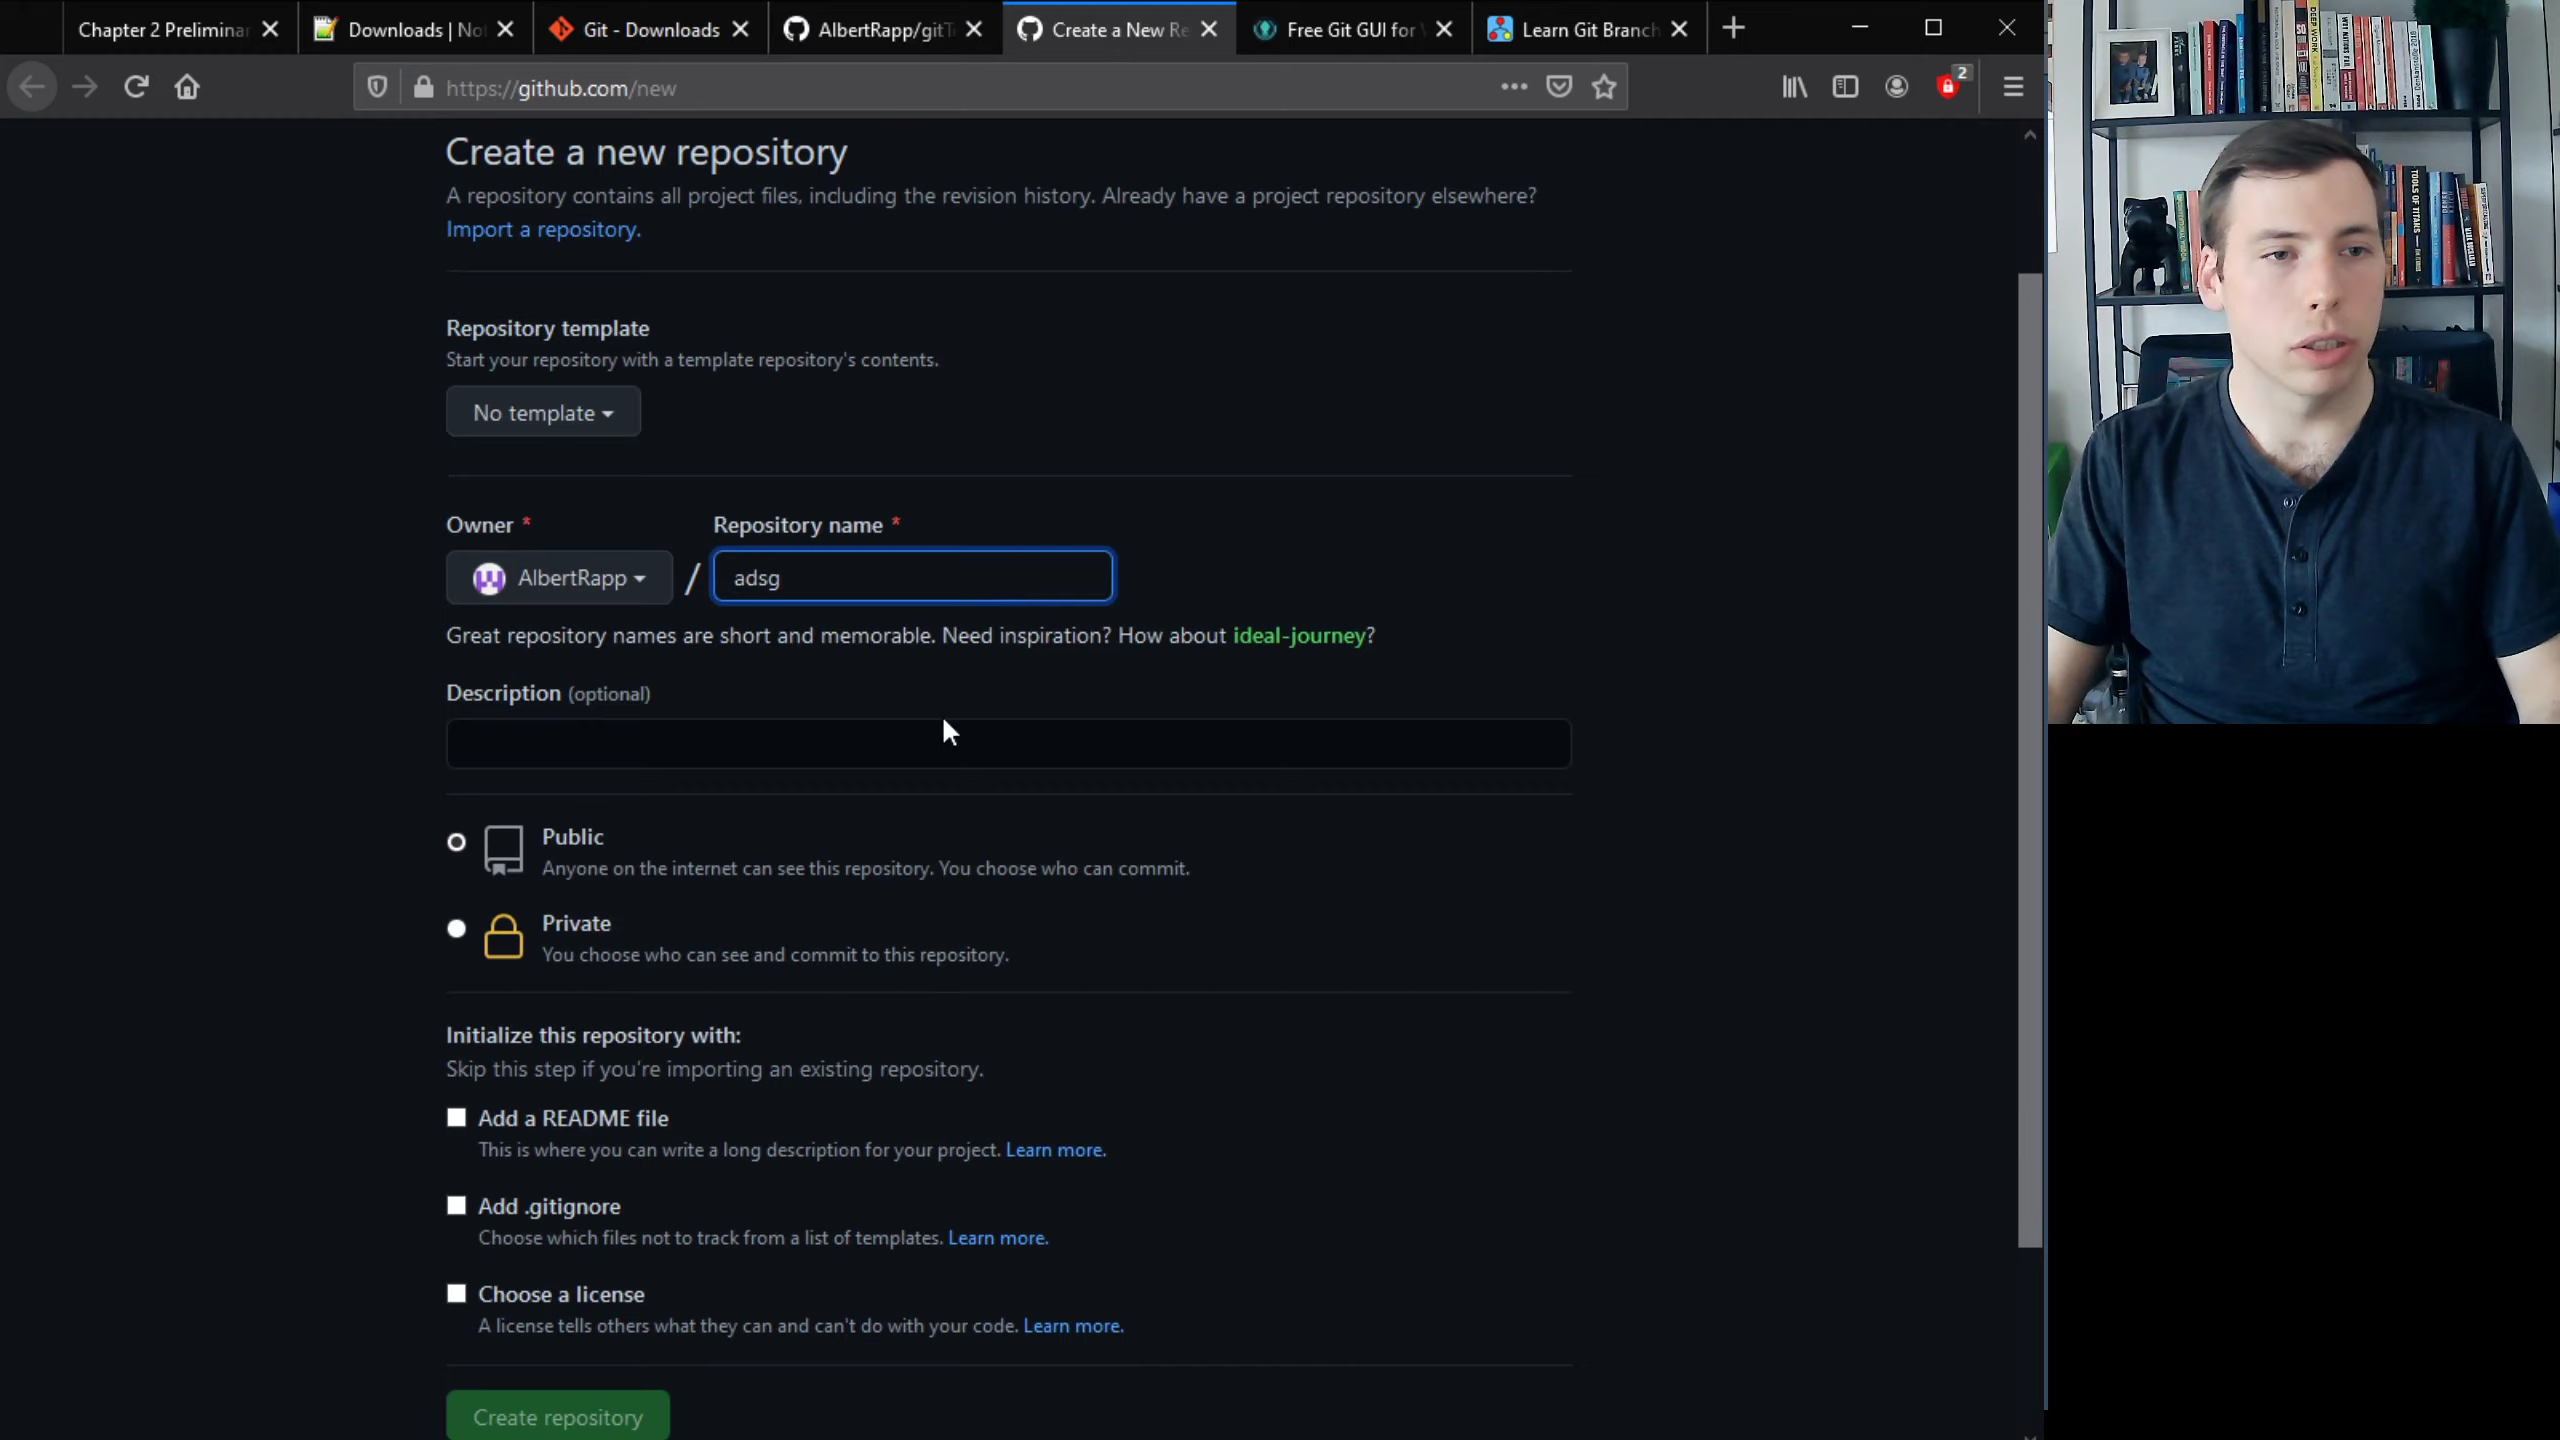 Chapter 2 Prelimina
Downloads | No
Git - Downloads
AlbertRapp/gitT
Create a New Re
Free Git GUI for
Learn Git Branch
https://github.com/new
2
Create a new repository
A repository contains all project files, including the revision history. Already have a project repository elsewhere?
Import a repository.
Repository template
Start your repository with a template repository's contents.
No template
Owner *
Repository name *
AlbertRapp
/
adsg
Great repository names are short and memorable. Need inspiration? How about ideal-journey?
Description (optional)
Public
Anyone on the internet can see this repository. You choose who can commit.
Private
You choose who can see and commit to this repository.
Initialize this repository with:
Skip this step if you're importing an existing repository.
Add a README file
This is where you can write a long description for your project. Learn more.
Add .gitignore
Choose which files not to track from a list of templates. Learn more.
Choose a license
A license tells others what they can and can't do with your code. Learn more.
Create repository
DEEP WORK
TOOLS OF TITANS